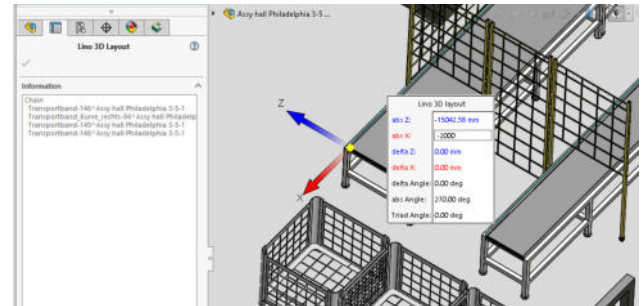 Assy hall Philadelphia 3-5 ...
Lino 3D Layout
Information
Chain
Transportband-146^Assy hall Philadelphia 3-5-1
Transportband_Kurve_rechts-94^Assy hall Philadelp
Transportband-149^Assy hall Philadelphia 3-5-1
Transportband-148^Assy hall Philadelphia 3-5-1
Z
X
Lino 3D layout
abs Z: -15042.58 mm
abs X: -2000
delta Z: 0.00 mm
delta X: 0.00 mm
delta Angle: 0.00 deg
abs Angle: 270.00 deg
Triad Angle: 0.00 deg